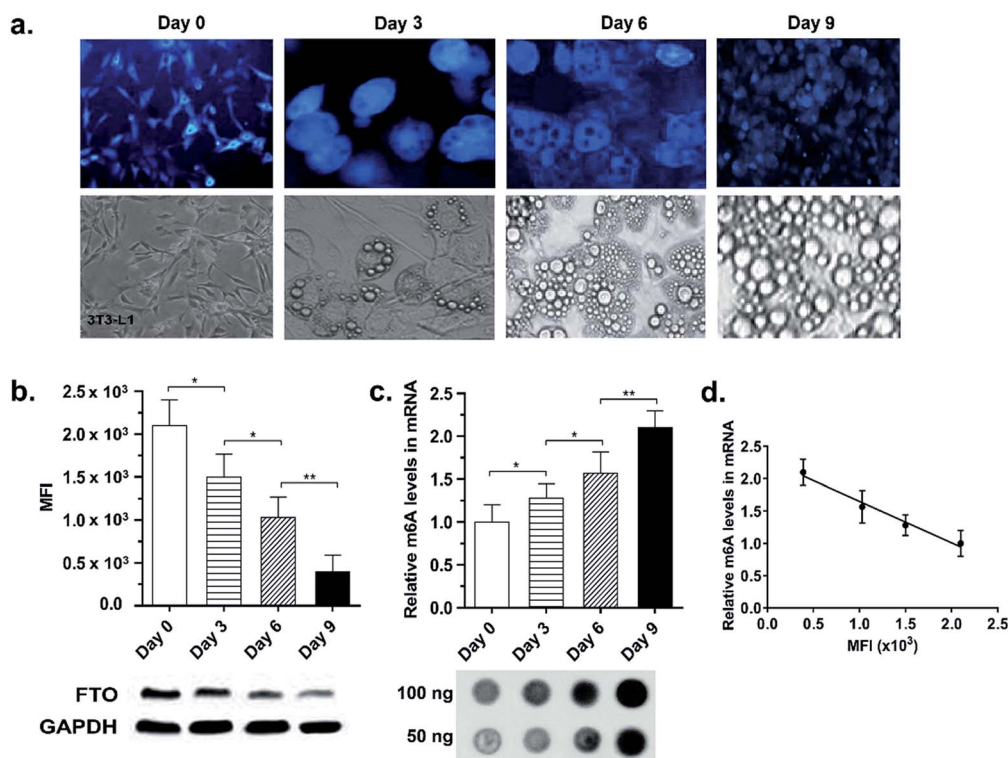 a.
Day 0 Day 3 Day 6 Day 9
3T3-L1
b.
2.5 x 10³
2.0 x 10³
1.5 x 10³
1.0 x 10³
0.5 x 10³
0.0
MFI
* * **
Day 0 Day 3 Day 6 Day 9
FTO
GAPDH
c.
Relative m6A levels in mRNA
2.5
2.0
1.5
1.0
0.5
0.0
* * **
Day 0 Day 3 Day 6 Day 9
100 ng
50 ng
d.
Relative m6A levels in mRNA
2.5
2.0
1.5
1.0
0.5
0.0
0.0 0.5 1.0 1.5 2.0 2.5
MFI (x10³)